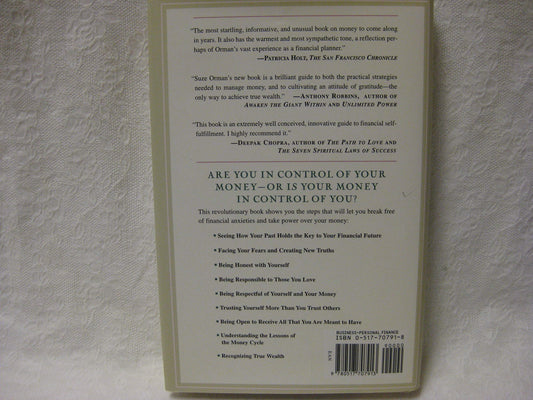 "The most startling, informative, and unusual book on money to come along
in years. It also has the warmest and most sympathetic tone, a reflection per-
haps of Orman's vast experience as a financial planner."
—PATRICIA HOLT, THE SAN FRANCISCO CHRONICLE
"Suze Orman's new book is a brilliant guide to both the practical strategies
needed to manage money, and to cultivating an attitude of gratitude—the
only way to achieve true wealth." —ANTHONY ROBBINS, AUTHOR OF
AWAKEN THE GIANT WITHIN AND UNLIMITED POWER
"This book is an extremely well conceived, innovative guide to financial self-
fulfillment. I highly recommend it."
—DEEPAK CHOPRA, AUTHOR OF THE PATH TO LOVE AND
THE SEVEN SPIRITUAL LAWS OF SUCCESS
ARE YOU IN CONTROL OF YOUR
MONEY—OR IS YOUR MONEY
IN CONTROL OF YOU?
This revolutionary book shows you the steps that will let you break free
of financial anxieties and take power over your money:
• Seeing How Your Past Holds the Key to Your Financial Future
• Facing Your Fears and Creating New Truths
• Being Honest with Yourself
• Being Responsible to Those You Love
• Being Respectful of Yourself and Your Money
• Trusting Yourself More Than You Trust Others
• Being Open to Receive All That You Are Meant to Have
• Understanding the Lessons of
the Money Cycle
• Recognizing True Wealth
BUSINESS>PERSONAL FINANCE
ISBN 0-517-70791-8
90000
EAN
9 780517 707913